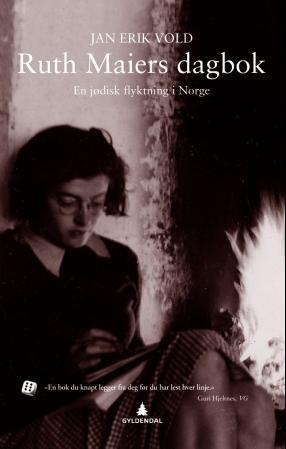 JAN ERIK VOLD
Ruth Maiers dagbok
En jødisk flyktning i Norge
«En bok du knapt legger fra deg før du har lest hver linje.»
Guri Hjeltnes, VG
GYLDENDAL